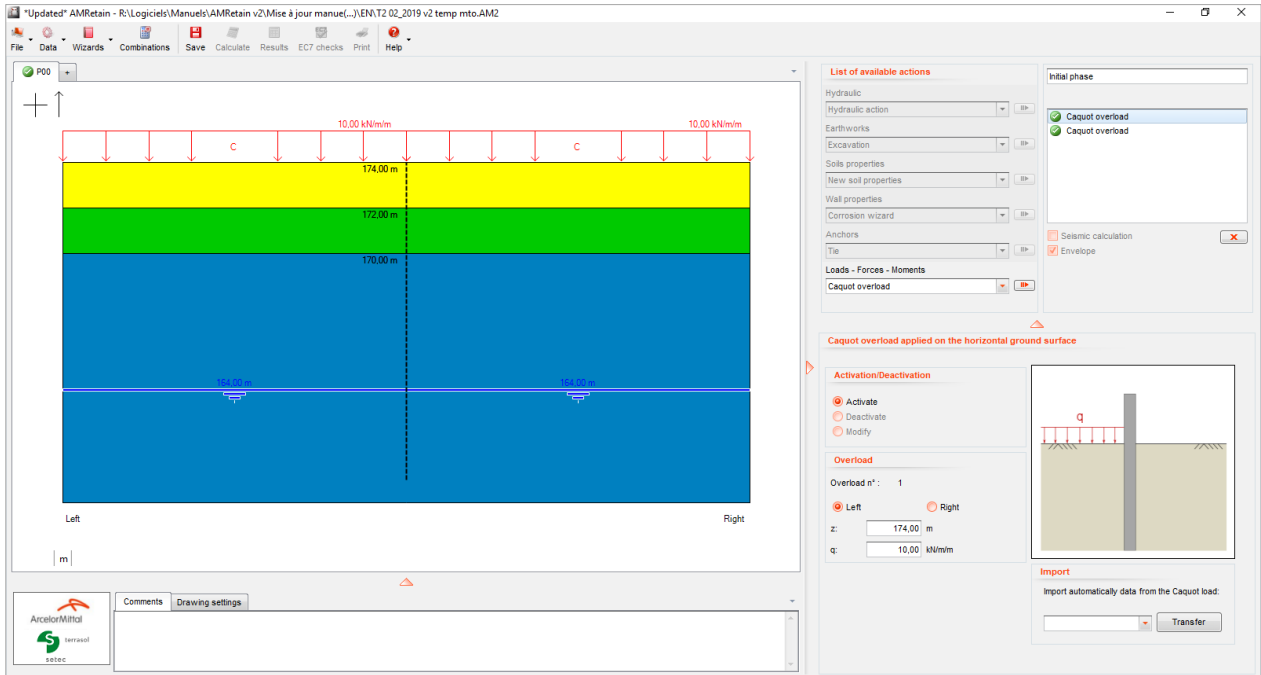 *Updated* AMRetain - R:\Logiciels\Manuels\AMRetain v2\Mise à jour manue(...)\EN\T2 02_2019 v2 temp mto.AM2
File Data Wizards Combinations Save Calculate Results EC7 checks Print Help
P00 +
10,00 kN/m/m 10.00 kN/m/m
C C
174,00 m
172,00 m
170,00 m
164,00 m 164,00 m
Left Right
m
ArcelorMittal
terrasol
setec
Comments Drawing settings
List of available actions
Hydraulic
Hydraulic action
Earthworks
Excavation
Soils properties
New soil properties
Wall properties
Corrosion wizard
Anchors
Tie
Loads - Forces - Moments
Caquot overload
Initial phase
Caquot overload
Caquot overload
Seismic calculation
Envelope
Caquot overload applied on the horizontal ground surface
Activation/Deactivation
Activate
Deactivate
Modify
Overload
Overload n° : 1
Left Right
z: 174,00 m
q: 10,00 kN/m/m
q
Import
Import automatically data from the Caquot load:
Transfer